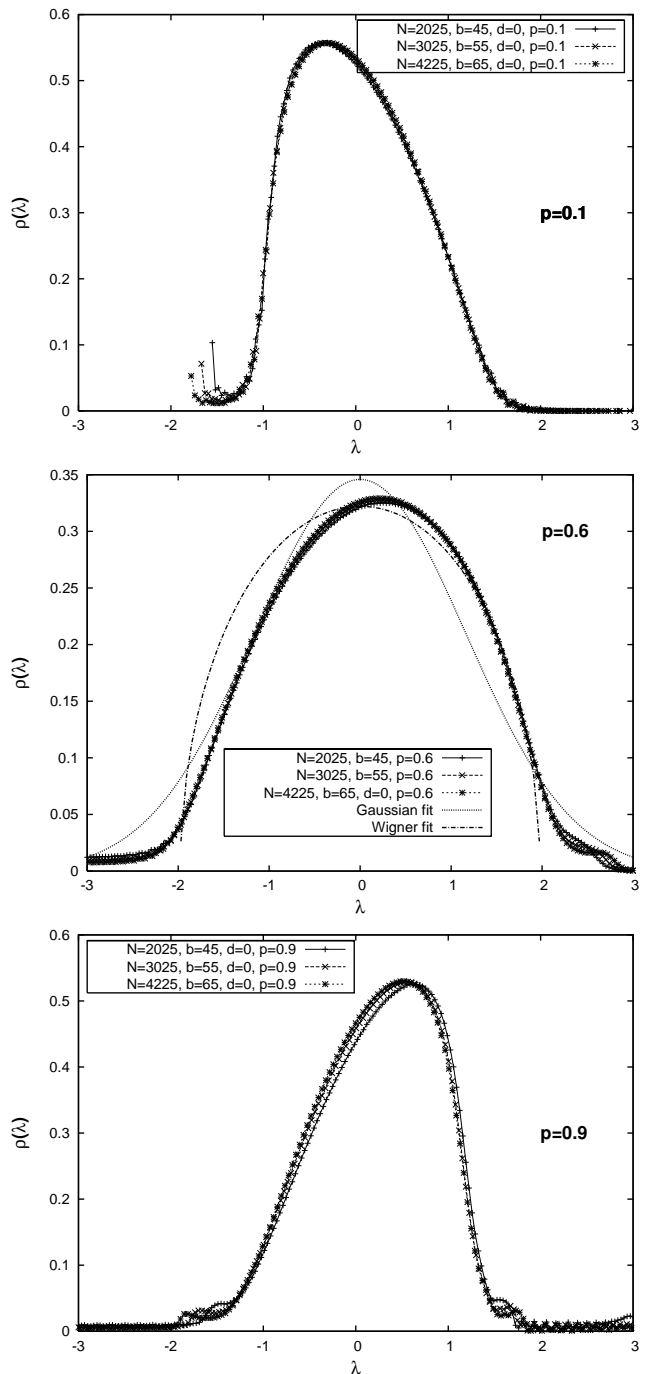 0.6
0.5
0.4
0.3
0.2
0.1
0
-3
-2
-1
0
1
2
3
ρ(λ)
λ
N=2025, b=45, d=0, p=0.1
N=3025, b=55, d=0, p=0.1
N=4225, b=65, d=0, p=0.1
p=0.1
0.35
0.3
0.25
0.2
0.15
0.1
0.05
0
-3
-2
-1
0
1
2
3
ρ(λ)
λ
p=0.6
N=2025, b=45, p=0.6
N=3025, b=55, p=0.6
N=4225, b=65, d=0, p=0.6
Gaussian fit
Wigner fit
0.6
0.5
0.4
0.3
0.2
0.1
0
-3
-2
-1
0
1
2
3
ρ(λ)
λ
N=2025, b=45, d=0, p=0.9
N=3025, b=55, d=0, p=0.9
N=4225, b=65, d=0, p=0.9
p=0.9